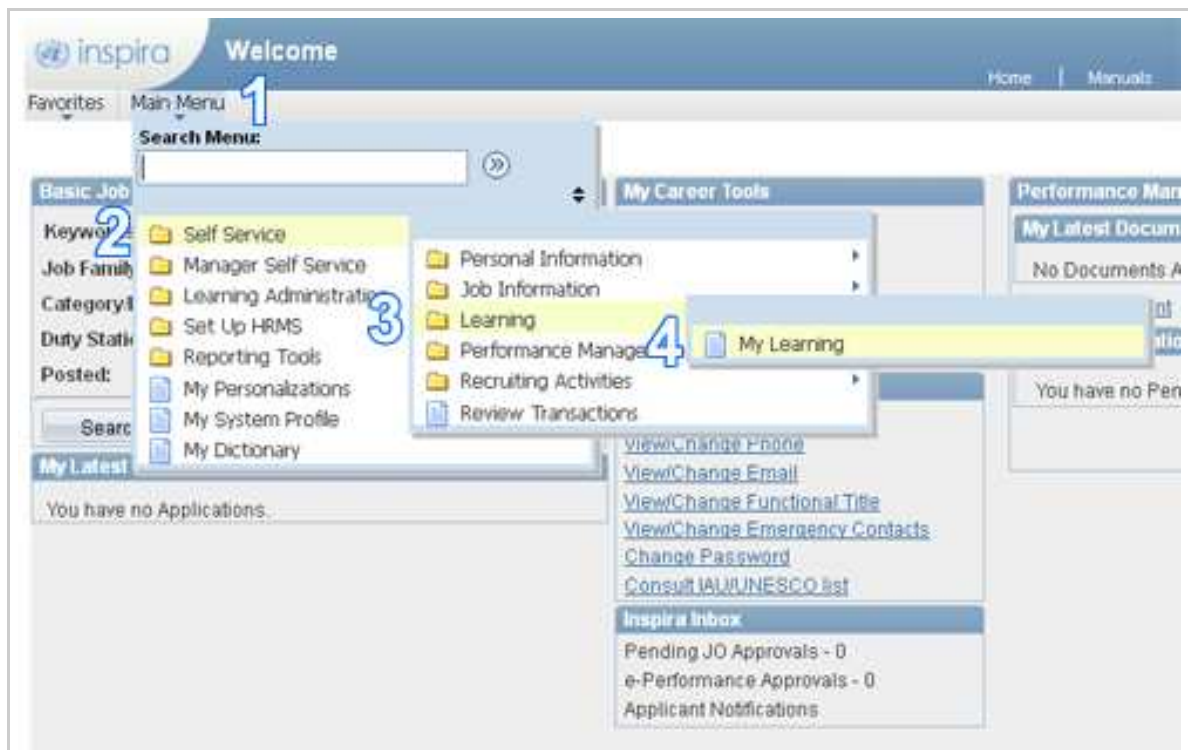 inspira Welcome
Home | Manuals
Favorites Main Menu 1
Search Menu:
Basic Job
My Career Tools
Performance Man
2
Keywor
Self Service
My Latest Docum
Job Family
Manager Self Service
Personal Information
No Documents A
Category
Learning Administration
Job Information
3
Learning
Duty Stati
Set Up HRMS
4
My Learning
Reporting Tools
Performance Manage
Posted:
My Personalizations
Recruiting Activities
You have no Pen
Searc
My System Profile
Review Transactions
My Dictionary
View/Change Phone
My Latest
View/Change Email
You have no Applications.
View/Change Functional Title
View/Change Emergency Contacts
Change Password
Consult IAU/UNESCO list
Inspira Inbox
Pending JO Approvals - 0
e-Performance Approvals - 0
Applicant Notifications